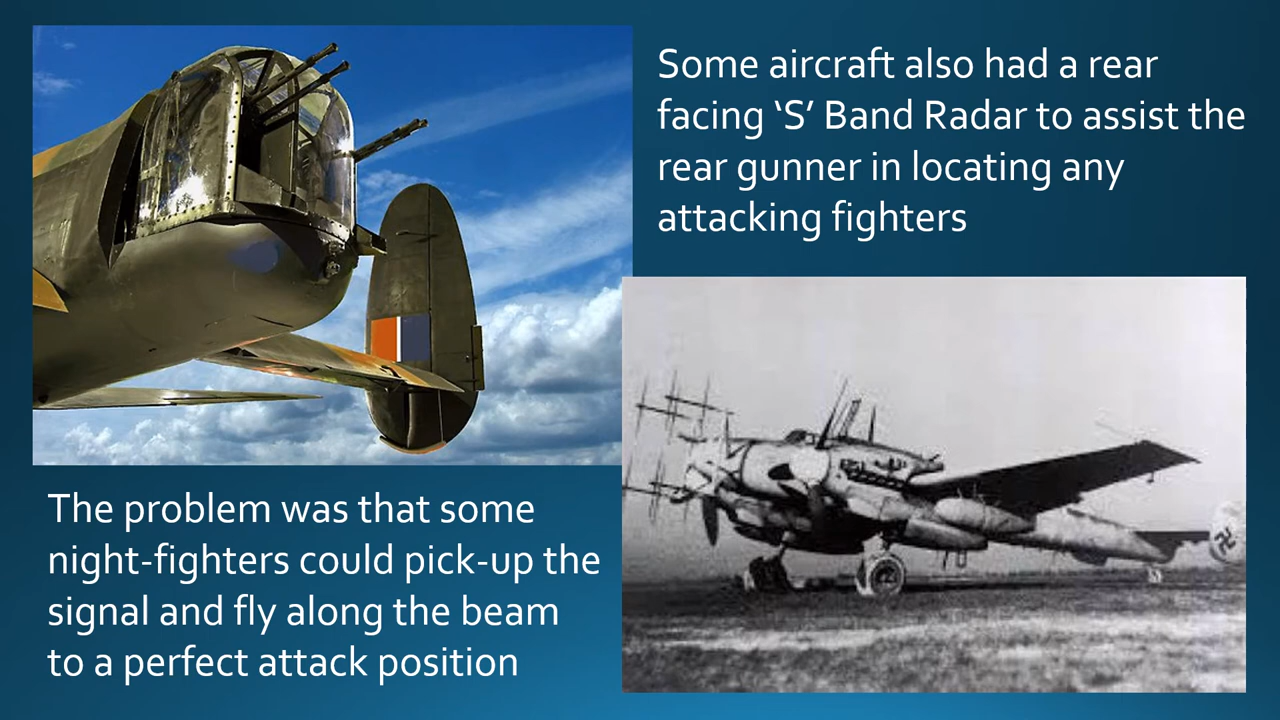 Some aircraft also had a rear
facing ‘S’ Band Radar to assist the
rear gunner in locating any
attacking fighters
The problem was that some
night-fighters could pick-up the
signal and fly along the beam
to a perfect attack position